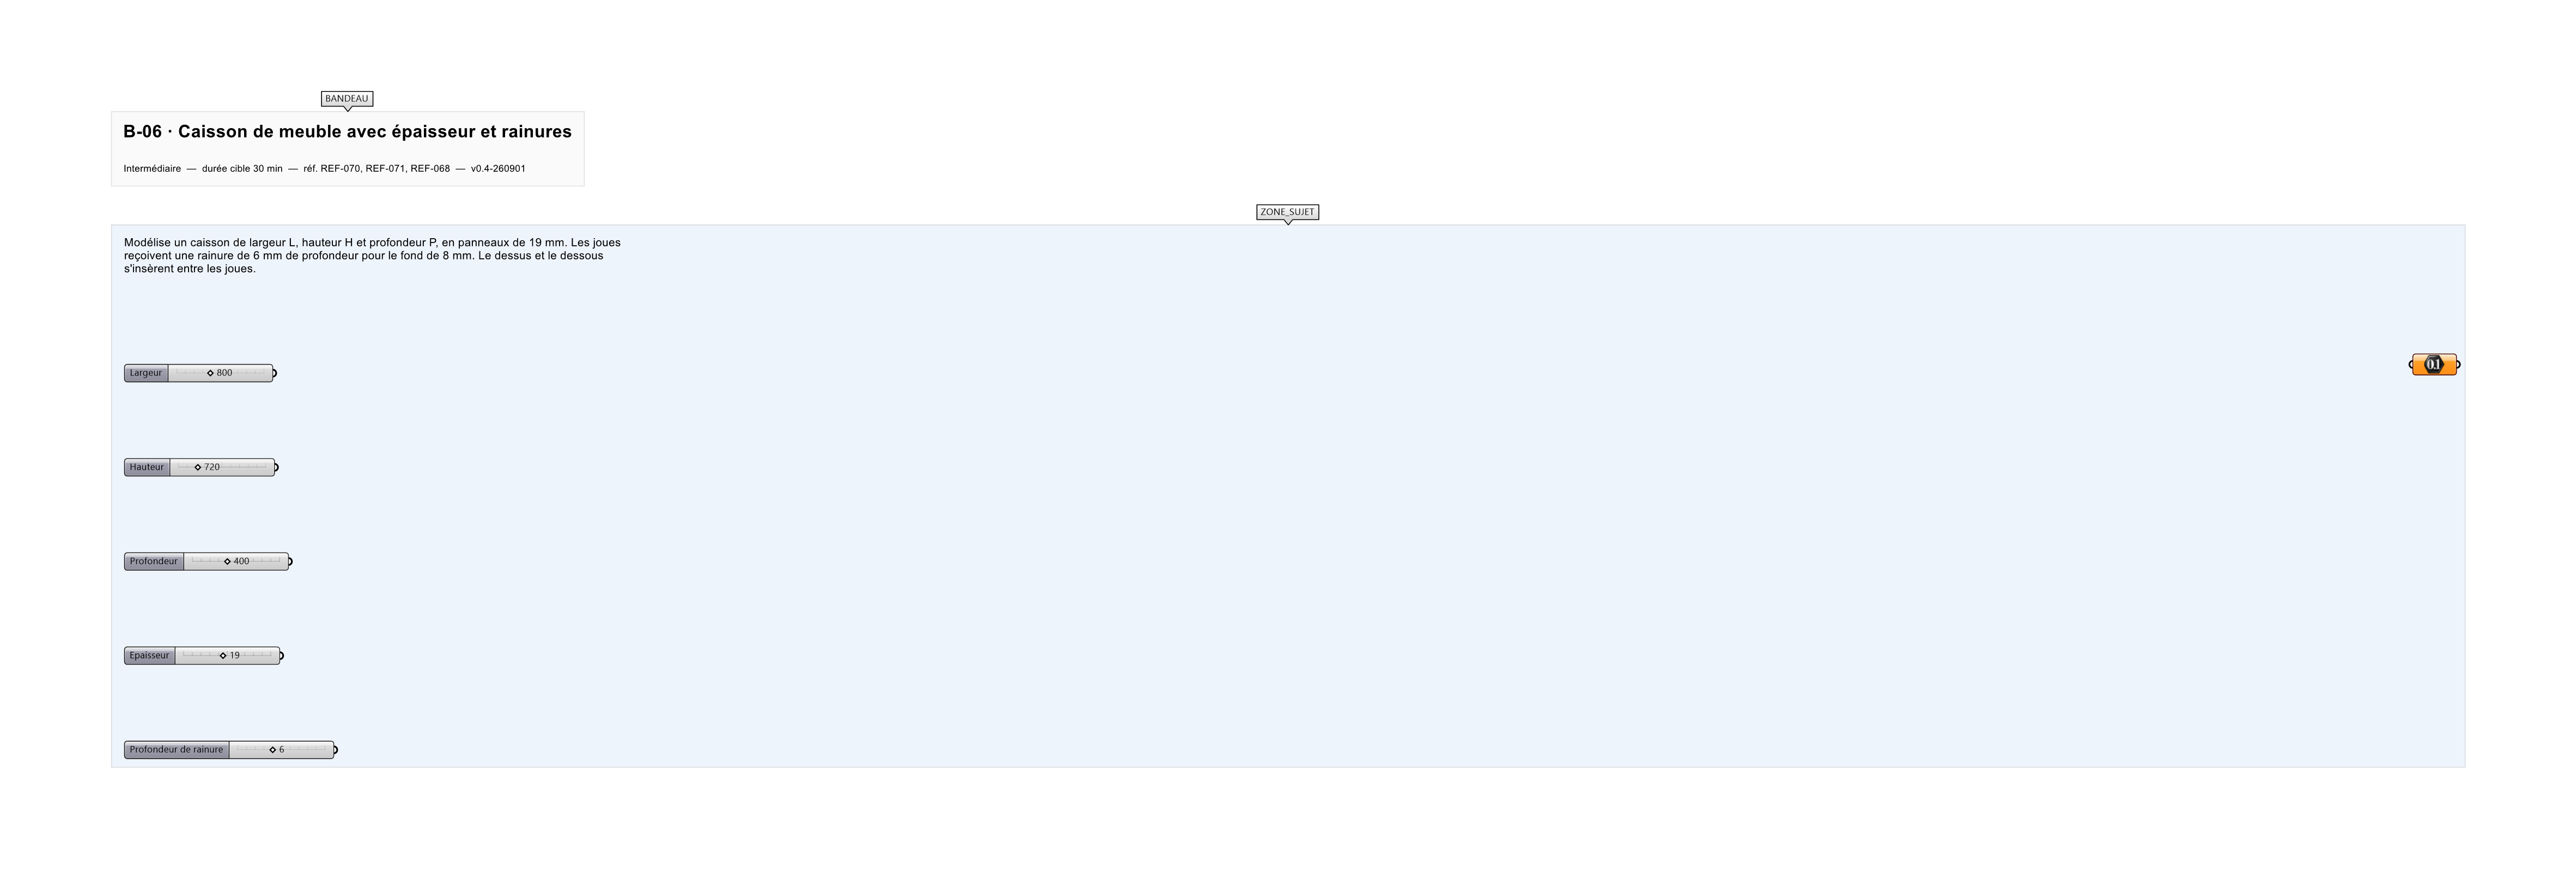 BANDEAU
B-06 · Caisson de meuble avec épaisseur et rainures
Intermédiaire — durée cible 30 min — réf. REF-070, REF-071, REF-068 — v0.4-260901
ZONE_SUJET
Modélise un caisson de largeur L, hauteur H et profondeur P, en panneaux de 19 mm. Les joues
reçoivent une rainure de 6 mm de profondeur pour le fond de 8 mm. Le dessus et le dessous
s'insèrent entre les joues.
Largeur 800
0.1
Hauteur 720
Profondeur 400
Epaisseur 19
Profondeur de rainure 6